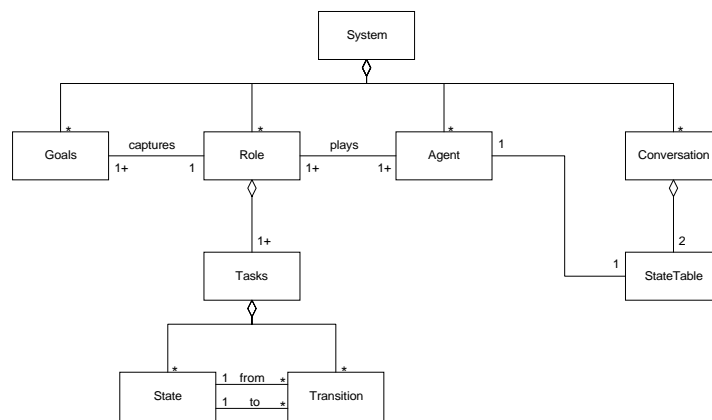 System
* * * *
Goals captures Role plays Agent 1 Conversation
1+ 1 1+ 1+
1+ 1 2
Tasks StateTable
* *
1 from *
State Transition
1 to *